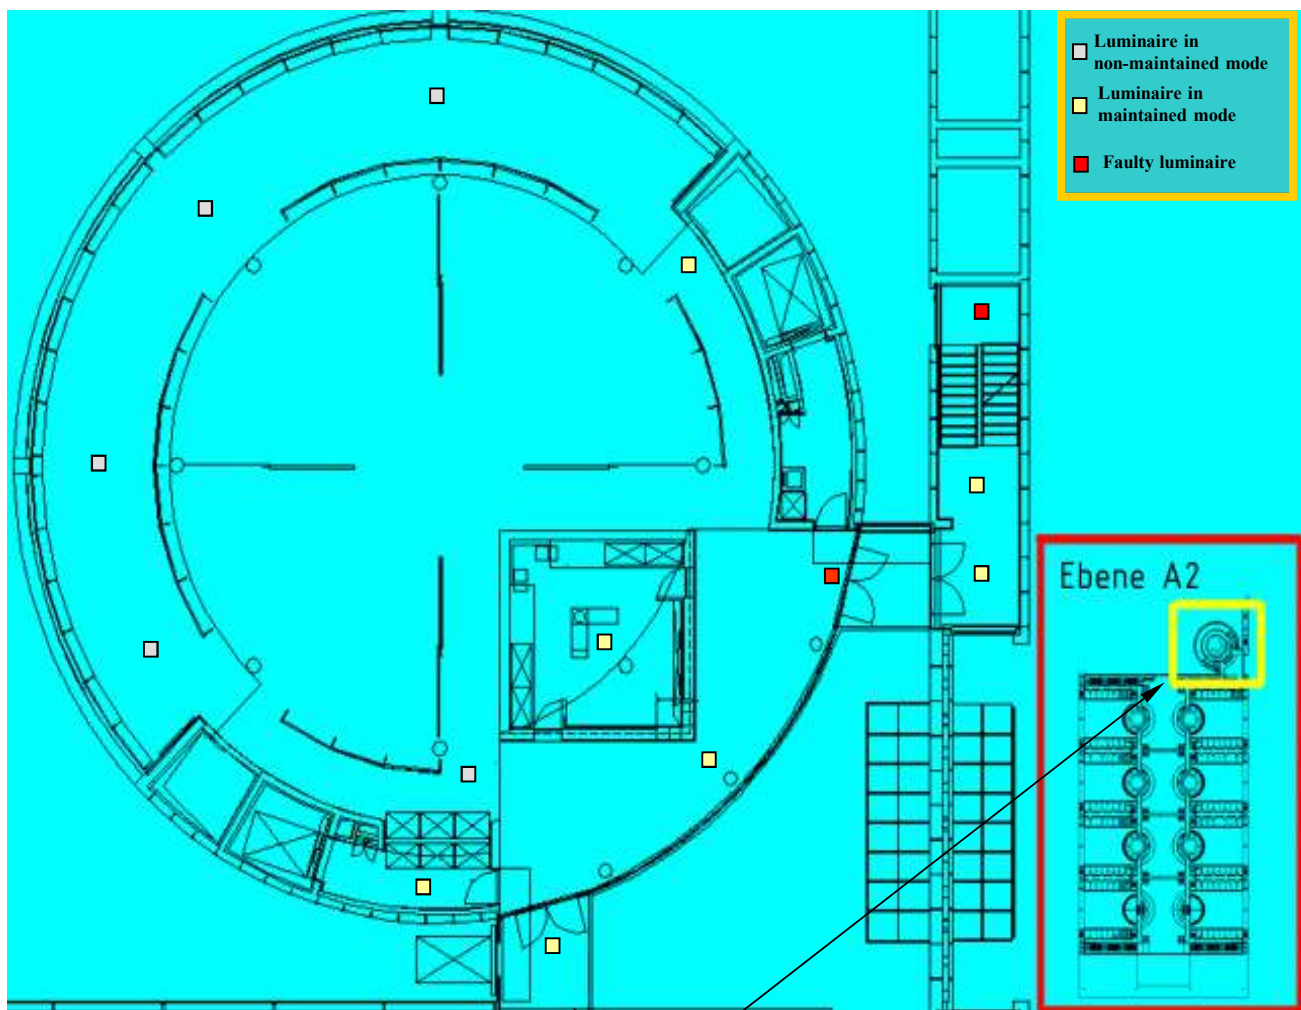 Luminaire in
non-maintained mode
Luminaire in
maintained mode
Faulty luminaire
Ebene A2